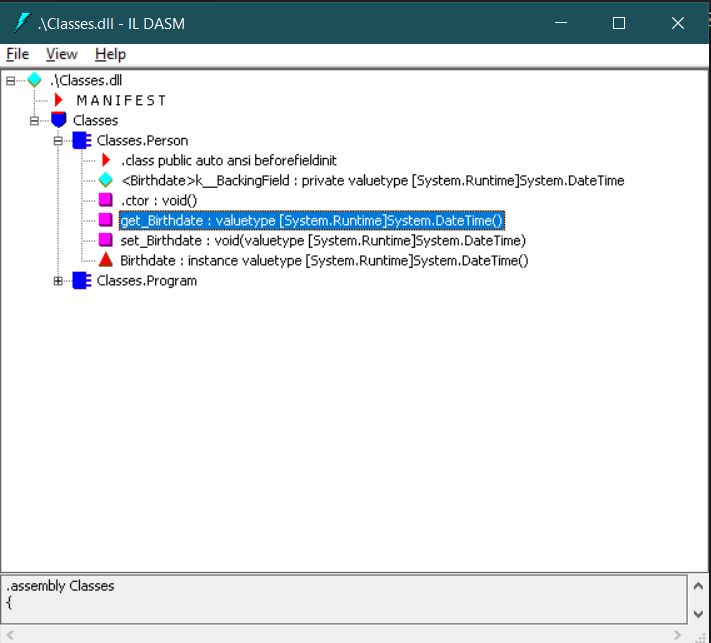 .\Classes.dll - IL DASM
File View Help
.\Classes.dll
M A N I F E S T
Classes
Classes.Person
.class public auto ansi beforefieldinit
<Birthdate>k__BackingField : private valuetype [System.Runtime]System.DateTime
.ctor : void()
get_Birthdate : valuetype [System.Runtime]System.DateTime()
set_Birthdate : void(valuetype [System.Runtime]System.DateTime)
Birthdate : instance valuetype [System.Runtime]System.DateTime()
Classes.Program
.assembly Classes
{